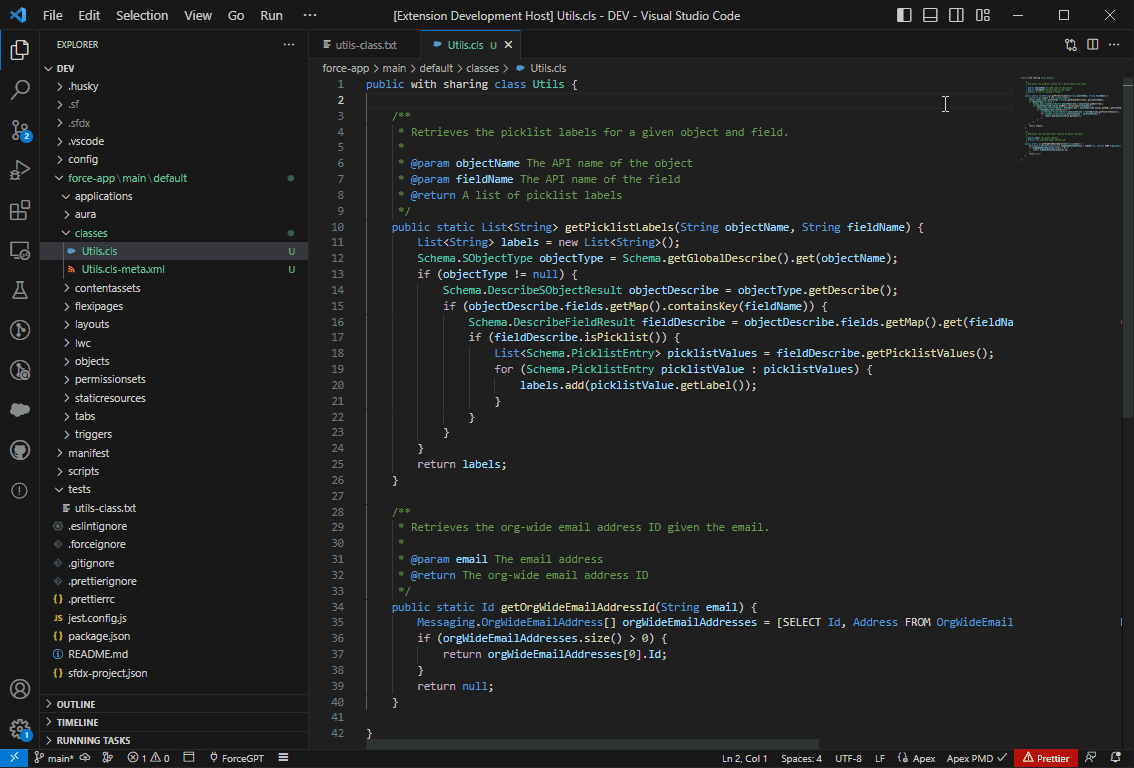 File Edit Selection View Go Run ··· [Extension Development Host] Utils.cls - DEV - Visual Studio Code
EXPLORER ···
DEV
.husky
.sf
.sfdx
.vscode
config
force-app\main\default
applications
aura
classes
Utils.cls U
Utils.cls-meta.xml U
contentassets
flexipages
layouts
lwc
objects
permissionsets
staticresources
tabs
triggers
manifest
scripts
tests
utils-class.txt
.eslintignore
.forceignore
.gitignore
.prettierignore
.prettierrc
JS jest.config.js
package.json
README.md
sfdx-project.json
OUTLINE
TIMELINE
RUNNING TASKS
2
1
utils-class.txt Utils.cls U
force-app > main > default > classes > Utils.cls
1 public with sharing class Utils {
2
3 /**
4 * Retrieves the picklist labels for a given object and field.
5 *
6 * @param objectName The API name of the object
7 * @param fieldName The API name of the field
8 * @return A list of picklist labels
9 */
10 public static List<String> getPicklistLabels(String objectName, String fieldName) {
11 List<String> labels = new List<String>();
12 Schema.SObjectType objectType = Schema.getGlobalDescribe().get(objectName);
13 if (objectType != null) {
14 Schema.DescribeSObjectResult objectDescribe = objectType.getDescribe();
15 if (objectDescribe.fields.getMap().containsKey(fieldName)) {
16 Schema.DescribeFieldResult fieldDescribe = objectDescribe.fields.getMap().get(fieldNa
17 if (fieldDescribe.isPicklist()) {
18 List<Schema.PicklistEntry> picklistValues = fieldDescribe.getPicklistValues();
19 for (Schema.PicklistEntry picklistValue : picklistValues) {
20 labels.add(picklistValue.getLabel());
21 }
22 }
23 }
24 }
25 return labels;
26 }
27
28 /**
29 * Retrieves the org-wide email address ID given the email.
30 *
31 * @param email The email address
32 * @return The org-wide email address ID
33 */
34 public static Id getOrgWideEmailAddressId(String email) {
35 Messaging.OrgWideEmailAddress[] orgWideEmailAddresses = [SELECT Id, Address FROM OrgWideEmail
36 if (orgWideEmailAddresses.size() > 0) {
37 return orgWideEmailAddresses[0].Id;
38 }
39 return null;
40 }
41
42 }
main* 1 0 ForceGPT Ln 2, Col 1 Spaces: 4 UTF-8 LF Apex Apex PMD Prettier